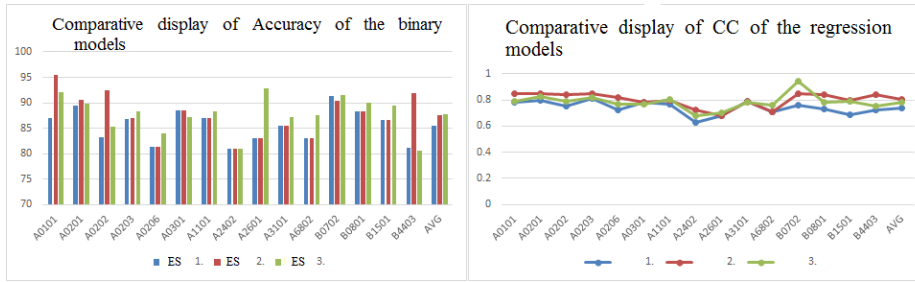 Comparative display of Accuracy of the binary
models
100
95
90
85
80
75
70
A0101 A0201 A0202 A0203 A0206 A0301 A1101 A2402 A2601 A3101 A6802 B0702 B0801 B1501 B4403 AVG
ES 1. ES 2. ES 3.
Comparative display of CC of the regression
models
1
0.8
0.6
0.4
0.2
0
A0101 A0201 A0202 A0203 A0206 A0301 A1101 A2402 A2601 A3101 A6802 B0702 B0801 B1501 B4403 AVG
1. 2. 3.